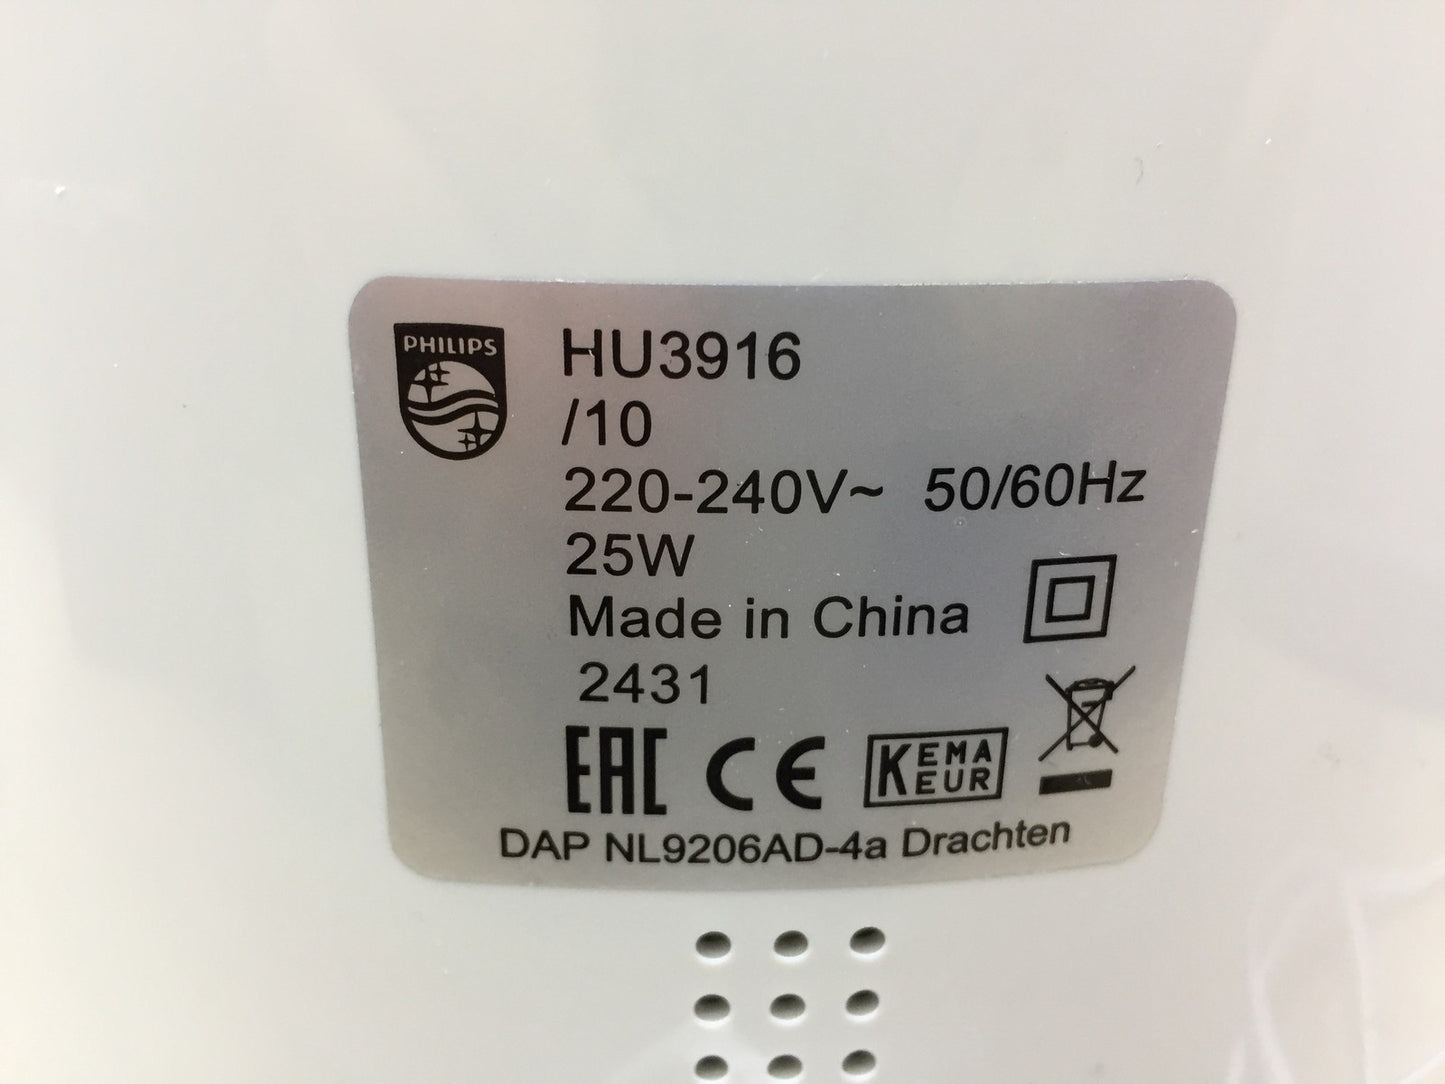 PHILIPS
HU3916
/10
220-240V~ 50/60Hz
25W
Made in China
2431
EAC CE KEMA EUR
DAP NL9206AD-4a Drachten